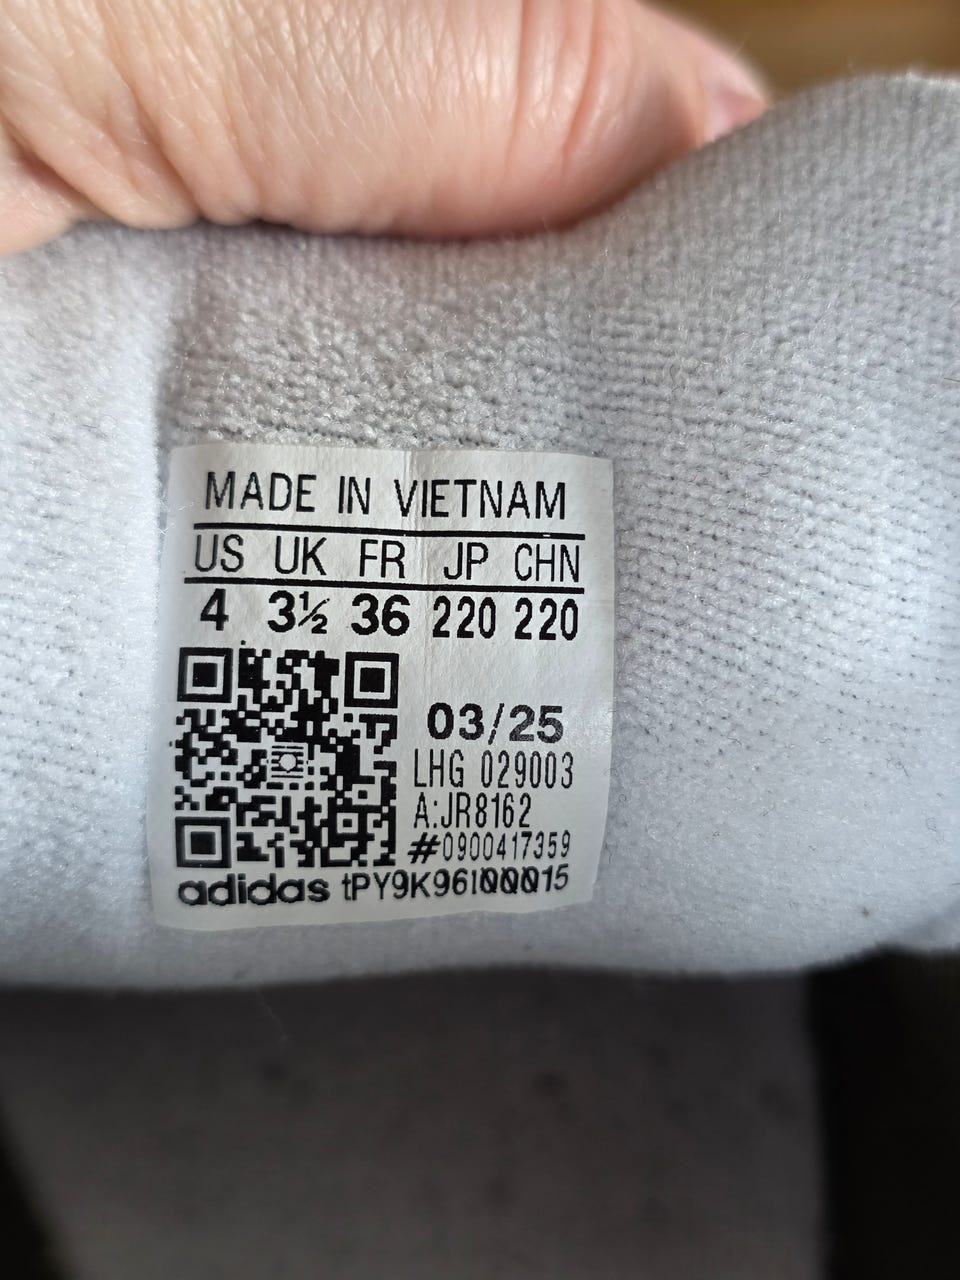 MADE IN VIETNAM
US UK FR JP CHN
4 3½ 36 220 220
03/25
LHG 029003
A:JR8162
#0900417359
adidas tPY9K96I00015